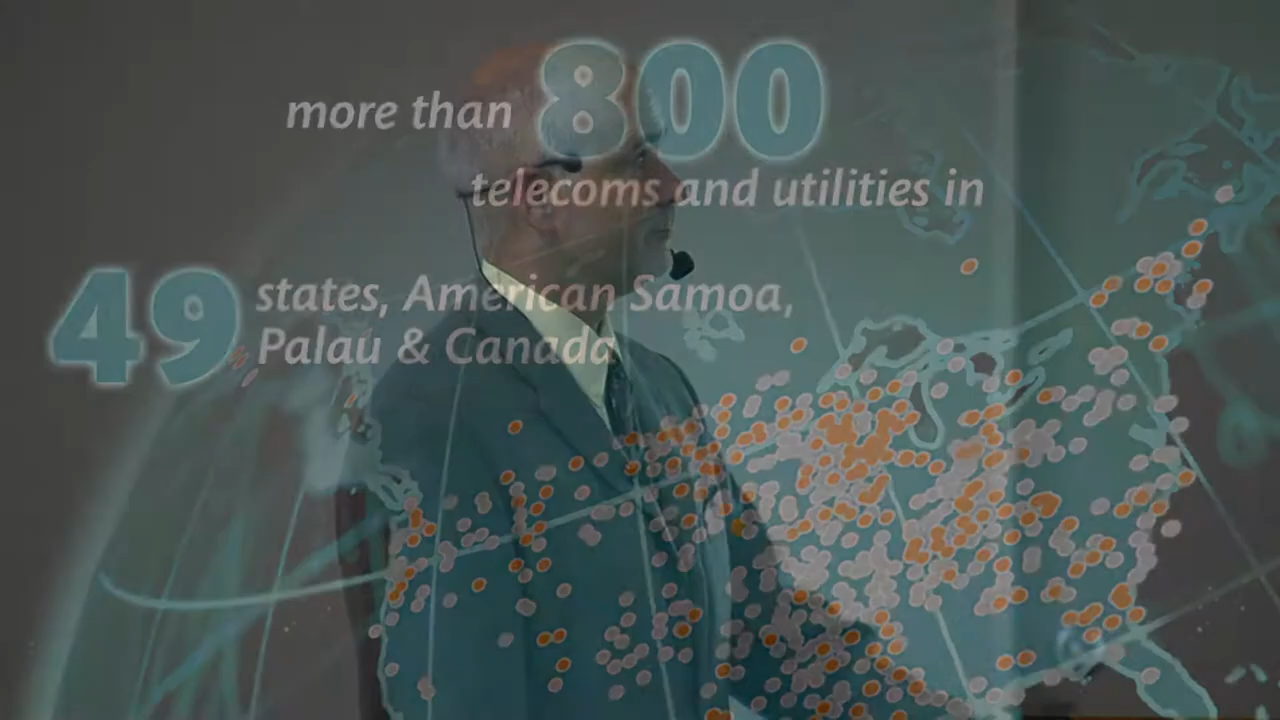 more than 800
telecoms and utilities in
49 states, American Samoa,
Palau & Canada